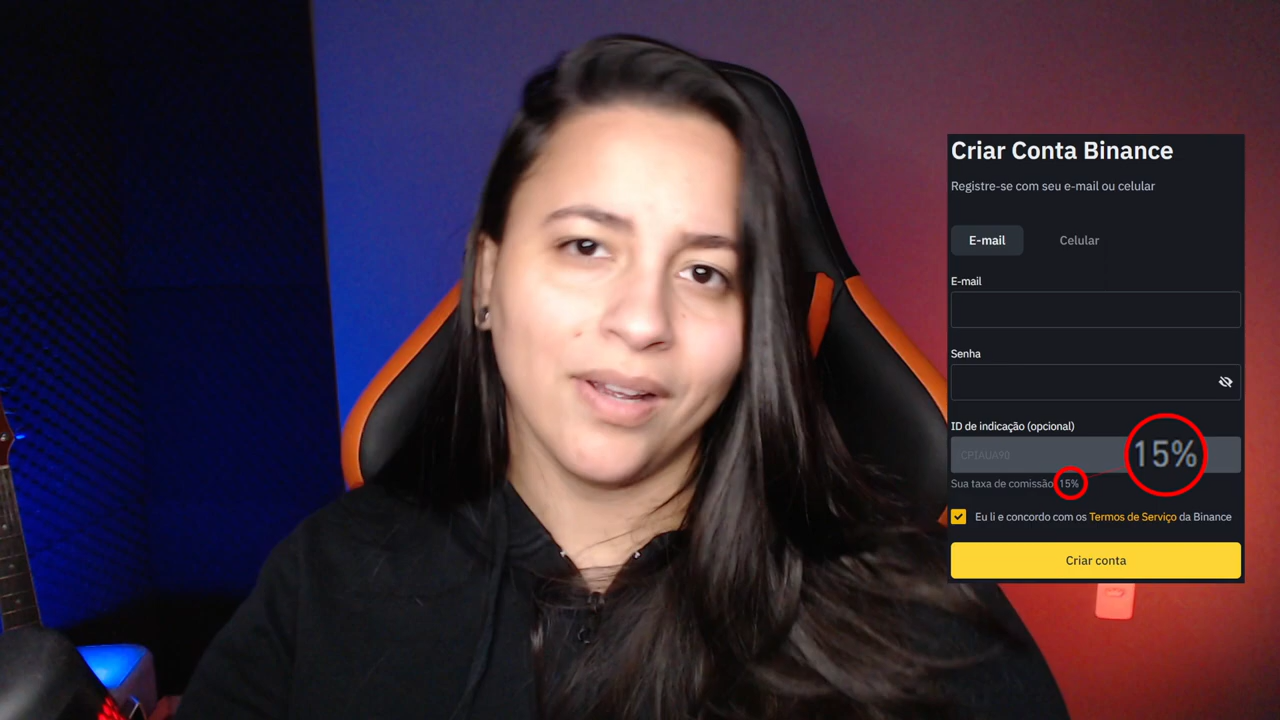 Criar Conta Binance
Registre-se com seu e-mail ou celular
E-mail Celular
E-mail
Senha
ID de indicação (opcional)
CPIAUA90
15%
Sua taxa de comissão 15%
Eu li e concordo com os Termos de Serviço da Binance
Criar conta